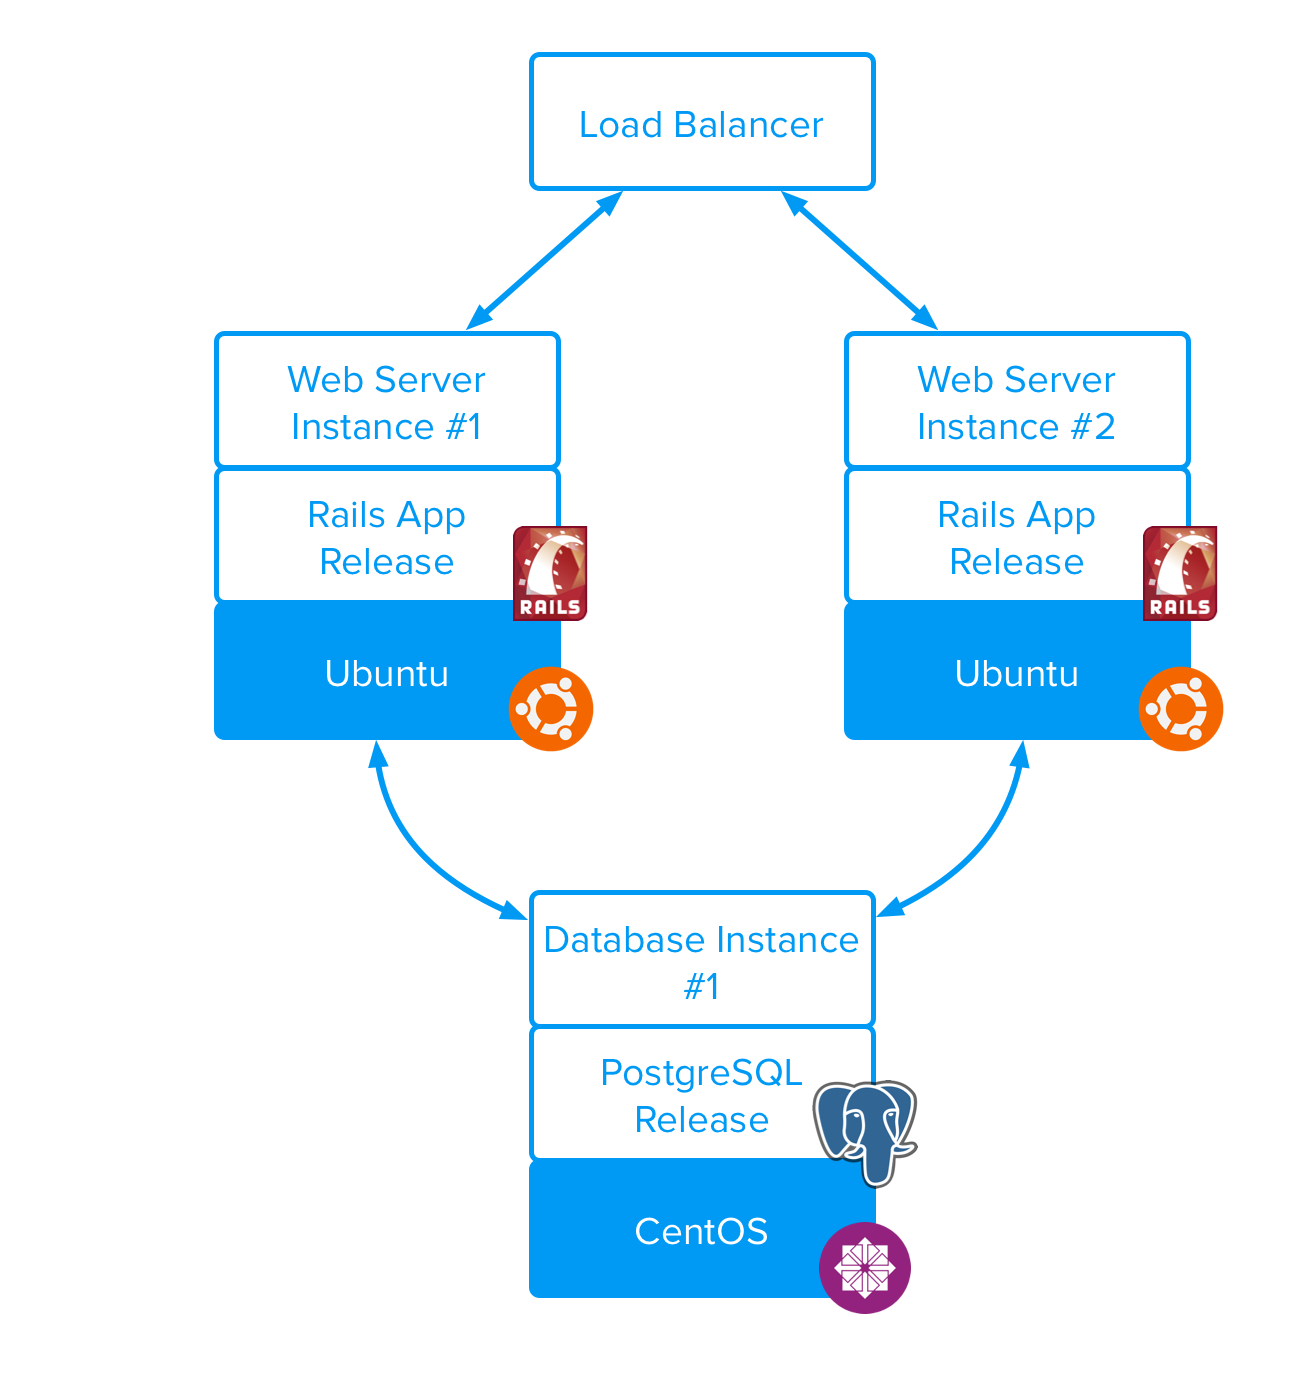 Load Balancer
Web Server
Instance #1
Web Server
Instance #2
Rails App
Release
RAILS
Rails App
Release
RAILS
Ubuntu
Ubuntu
Database Instance
#1
PostgreSQL
Release
CentOS